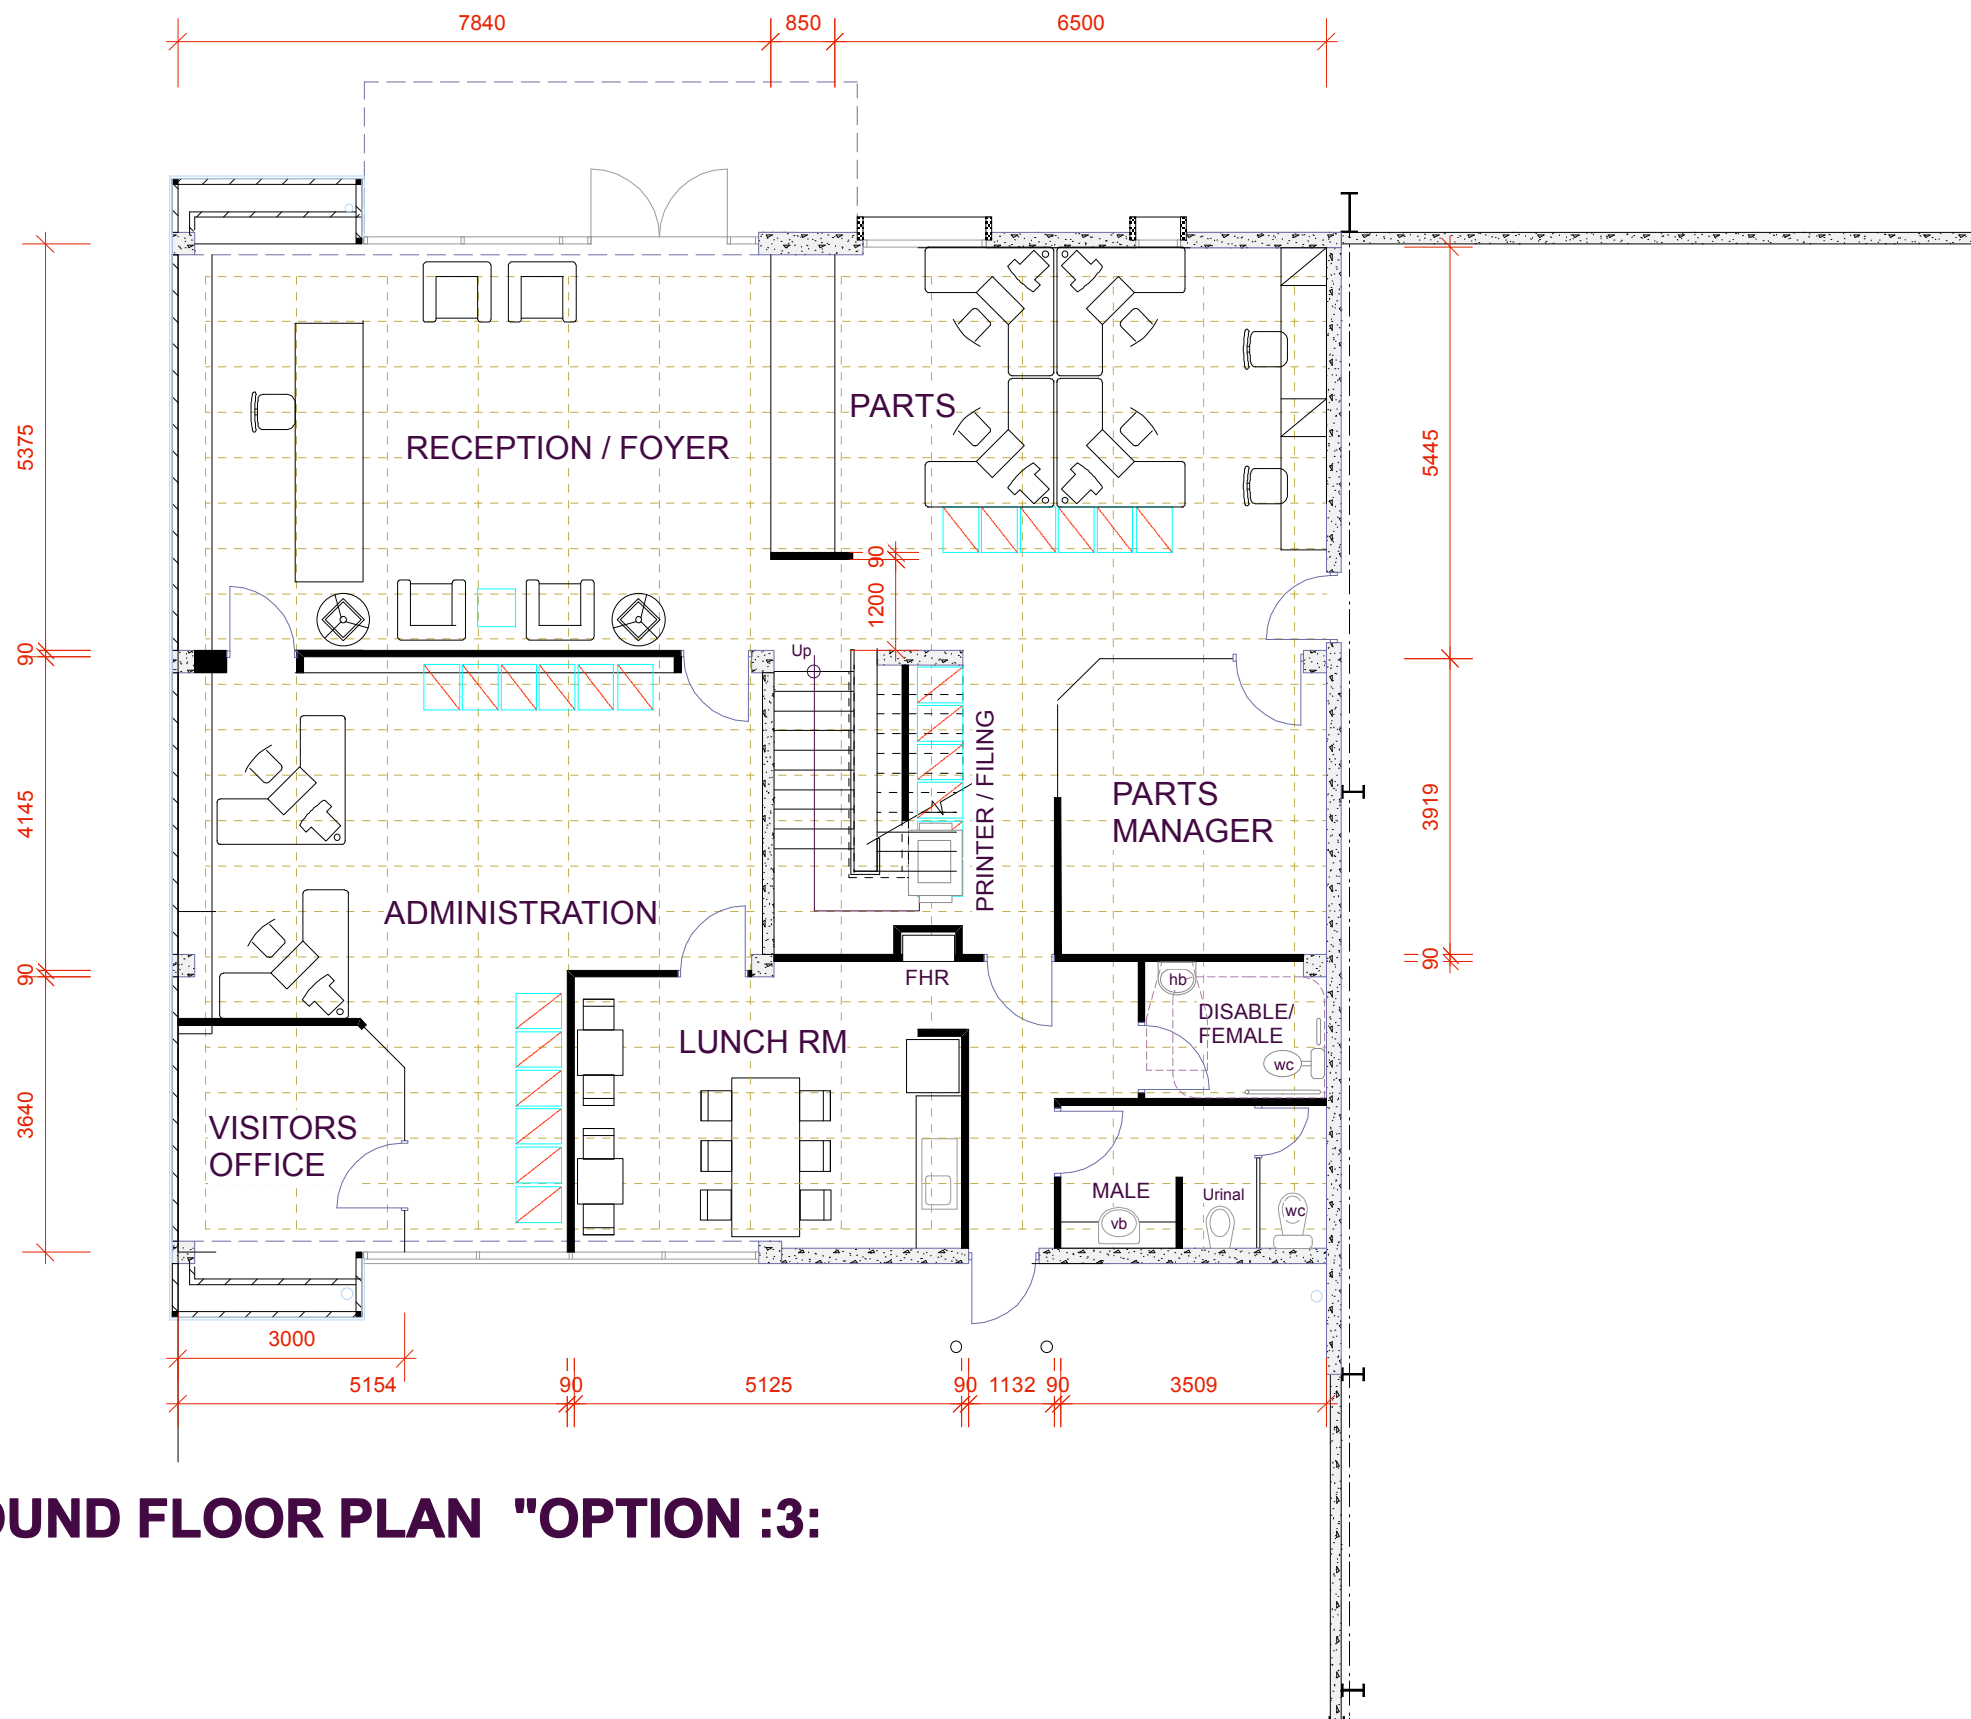 7840 850 6500
5375
90
4145
90
3640
RECEPTION / FOYER
PARTS
90
1200
5445
3919
90
Up
PRINTER / FILING
PARTS
MANAGER
ADMINISTRATION
FHR
hb
DISABLE/
FEMALE
wc
LUNCH RM
VISITORS
OFFICE
MALE
vb
Urinal
wc
3000
5154 90 5125 90 1132 90 3509
OUND FLOOR PLAN "OPTION :3: